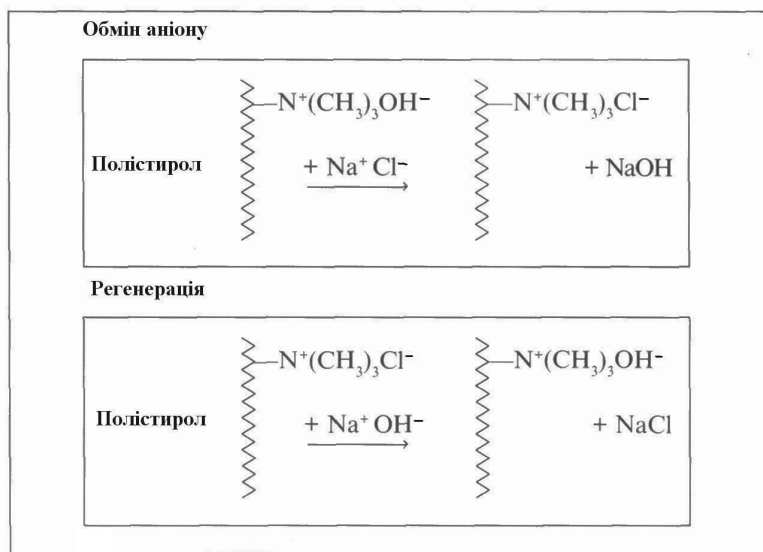 Обмін аніону
N⁺(CH₃)₃OH⁻ N⁺(CH₃)₃Cl⁻
Полістирол + Na⁺ Cl⁻ + NaOH
Регенерація
N⁺(CH₃)₃Cl⁻ N⁺(CH₃)₃OH⁻
Полістирол + Na⁺ OH⁻ + NaCl